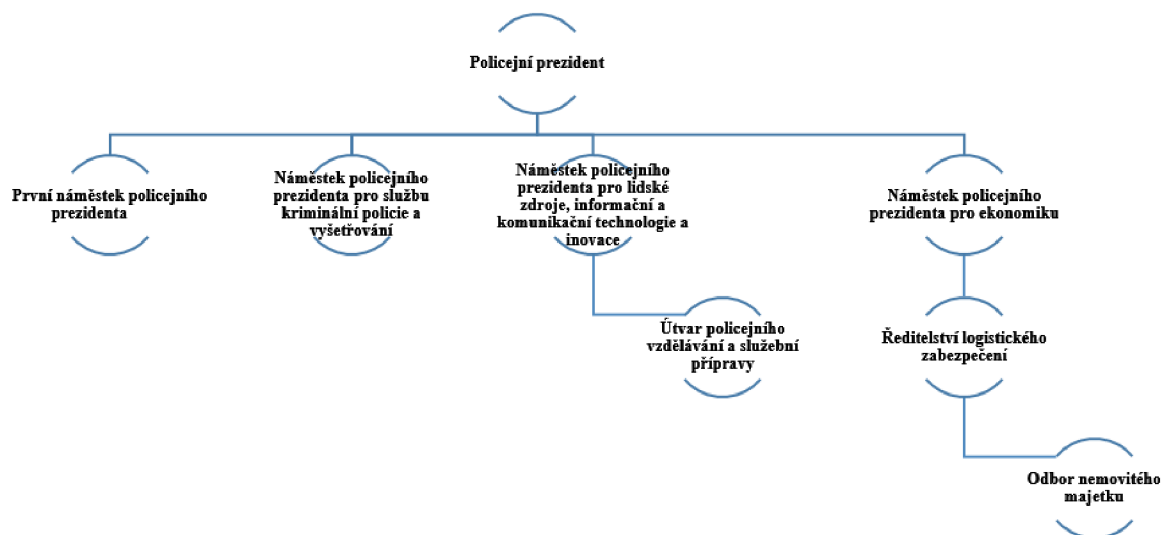 Policejní prezident
První náměstek policejního
prezidenta
Náměstek policejního
prezidenta pro službu
kriminální policie a
vyšetřování
Náměstek policejního
prezidenta pro lidské
zdroje, informační a
komunikační technologie a
inovace
Náměstek policejního
prezidenta pro ekonomiku
Útvar policejního
vzdělávání a služební
přípravy
Ředitelství logistického
zabezpečení
Odbor nemovitého
majetku